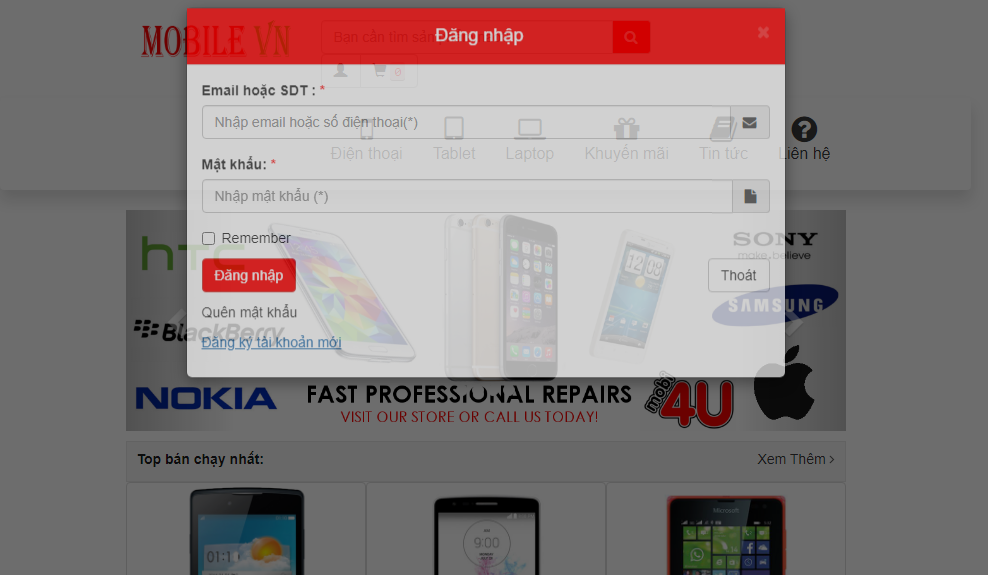 MOBILE VN
Bạn cần tìm sản
Đăng nhập
×
0
Email hoặc SDT : *
Nhập email hoặc số điện thoại(*)
Điện thoại
Tablet
Laptop
Khuyến mãi
Tin tức
Liên hệ
Mật khẩu: *
Nhập mật khẩu (*)
Remember
hTC
SONY
make.believe
Đăng nhập
Thoát
SAMSUNG
Quên mật khẩu
BlackBerry
Đăng ký tài khoản mới
NOKIA
FAST PROFESSIONAL REPAIRS
VISIT OUR STORE OR CALL US TODAY!
mobi
4U
Top bán chạy nhất:
Xem Thêm ›
Microsoft
9:00